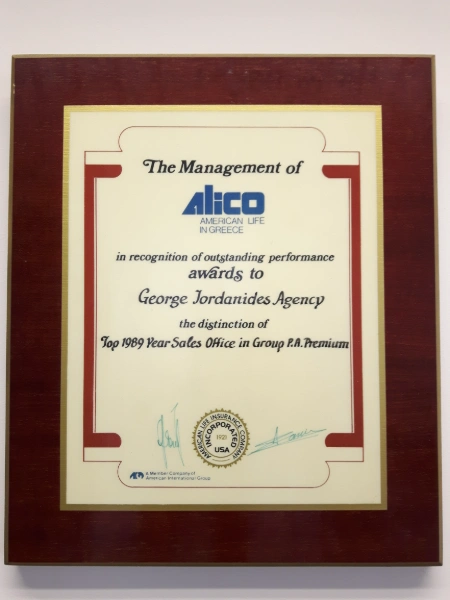 The Management of
alico
AMERICAN LIFE
IN GREECE
in recognition of outstanding performance
awards to
George Jordanides Agency
the distinction of
Top 1989 Year Sales Office in Group P.A. Premium
AMERICAN LIFE INSURANCE COMPANY
INCORPORATED
1921
USA
A Member Company of
American International Group